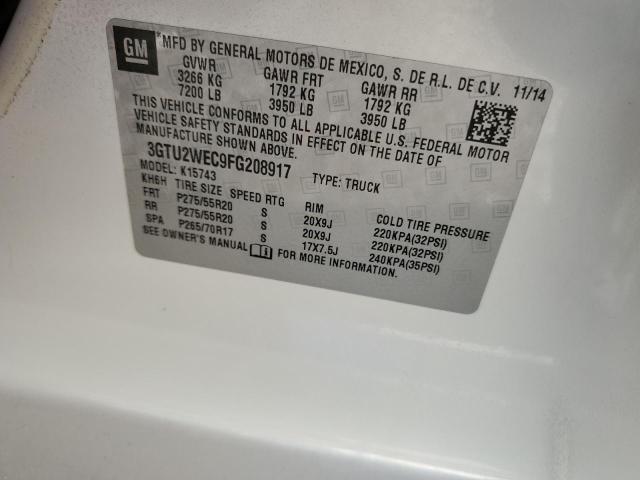 GM
*MFD BY GENERAL MOTORS DE MEXICO, S. DE R.L. DE C.V. 11/14
GVWR GAWR FRT GAWR RR
3266 KG 1792 KG 1792 KG
7200 LB 3950 LB 3950 LB
THIS VEHICLE CONFORMS TO ALL APPLICABLE U.S. FEDERAL MOTOR
VEHICLE SAFETY STANDARDS IN EFFECT ON THE DATE OF
MANUFACTURE SHOWN ABOVE.
3GTU2WEC9FG208917 TYPE: TRUCK
MODEL: K15743
KH6H TIRE SIZE SPEED RTG RIM COLD TIRE PRESSURE
FRT P275/55R20 S 20X9J 220KPA(32PSI)
RR P275/55R20 S 20X9J 220KPA(32PSI)
SPA P265/70R17 S 17X7.5J 240KPA(35PSI)
SEE OWNER'S MANUAL FOR MORE INFORMATION.